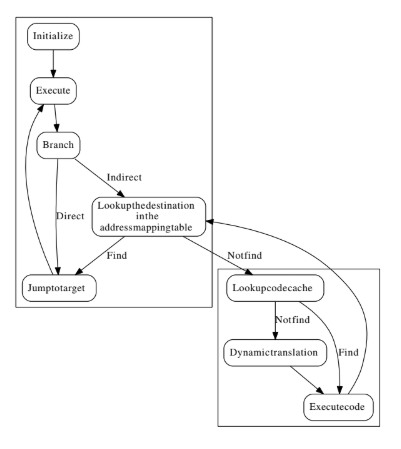 Initialize
Execute
Branch
Indirect
Lookupthedestination
inthe
addressmappingtable
Direct
Find
Notfind
Jumptotarget
Lookupcodecache
Notfind
Find
Dynamictranslation
Executecode